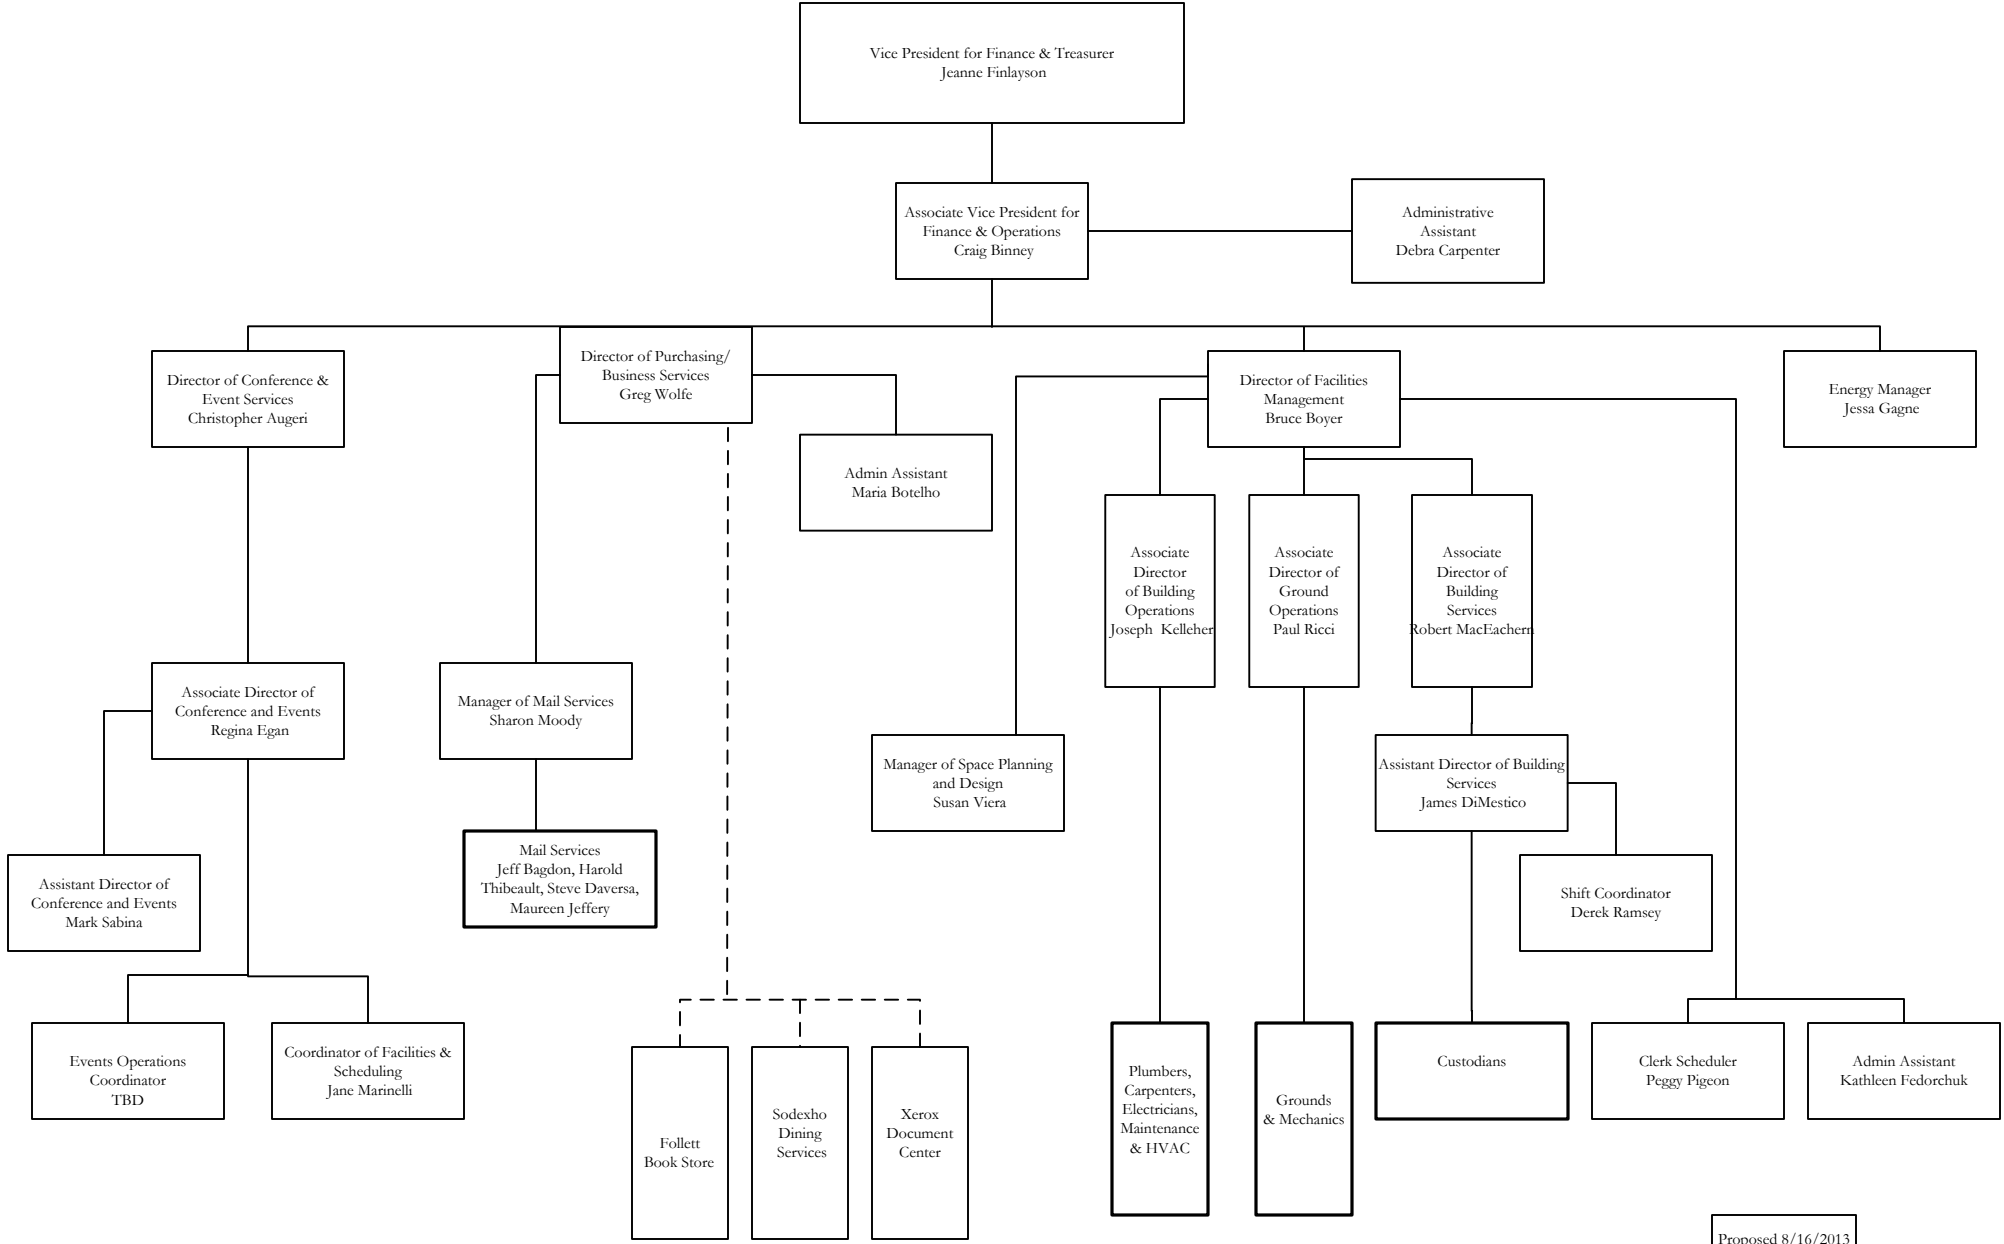 Vice President for Finance & Treasurer
Jeanne Finlayson
Associate Vice President for
Finance & Operations
Craig Binney
Administrative
Assistant
Debra Carpenter
Director of Conference &
Event Services
Christopher Augeri
Director of Purchasing/
Business Services
Greg Wolfe
Admin Assistant
Maria Botelho
Director of Facilities
Management
Bruce Boyer
Energy Manager
Jessa Gagne
Associate
Director
of Building
Operations
Joseph Kelleher
Associate
Director of
Ground
Operations
Paul Ricci
Associate
Director of
Building
Services
Robert MacEachern
Associate Director of
Conference and Events
Regina Egan
Manager of Mail Services
Sharon Moody
Manager of Space Planning
and Design
Susan Viera
Assistant Director of Building
Services
James DiMestico
Mail Services
Jeff Bagdon, Harold
Thibeault, Steve Daversa,
Maureen Jeffery
Assistant Director of
Conference and Events
Mark Sabina
Shift Coordinator
Derek Ramsey
Events Operations
Coordinator
TBD
Coordinator of Facilities &
Scheduling
Jane Marinelli
Follett
Book Store
Sodexho
Dining
Services
Xerox
Document
Center
Plumbers,
Carpenters,
Electricians,
Maintenance
& HVAC
Grounds
& Mechanics
Custodians
Clerk Scheduler
Peggy Pigeon
Admin Assistant
Kathleen Fedorchuk
Proposed 8/16/2013